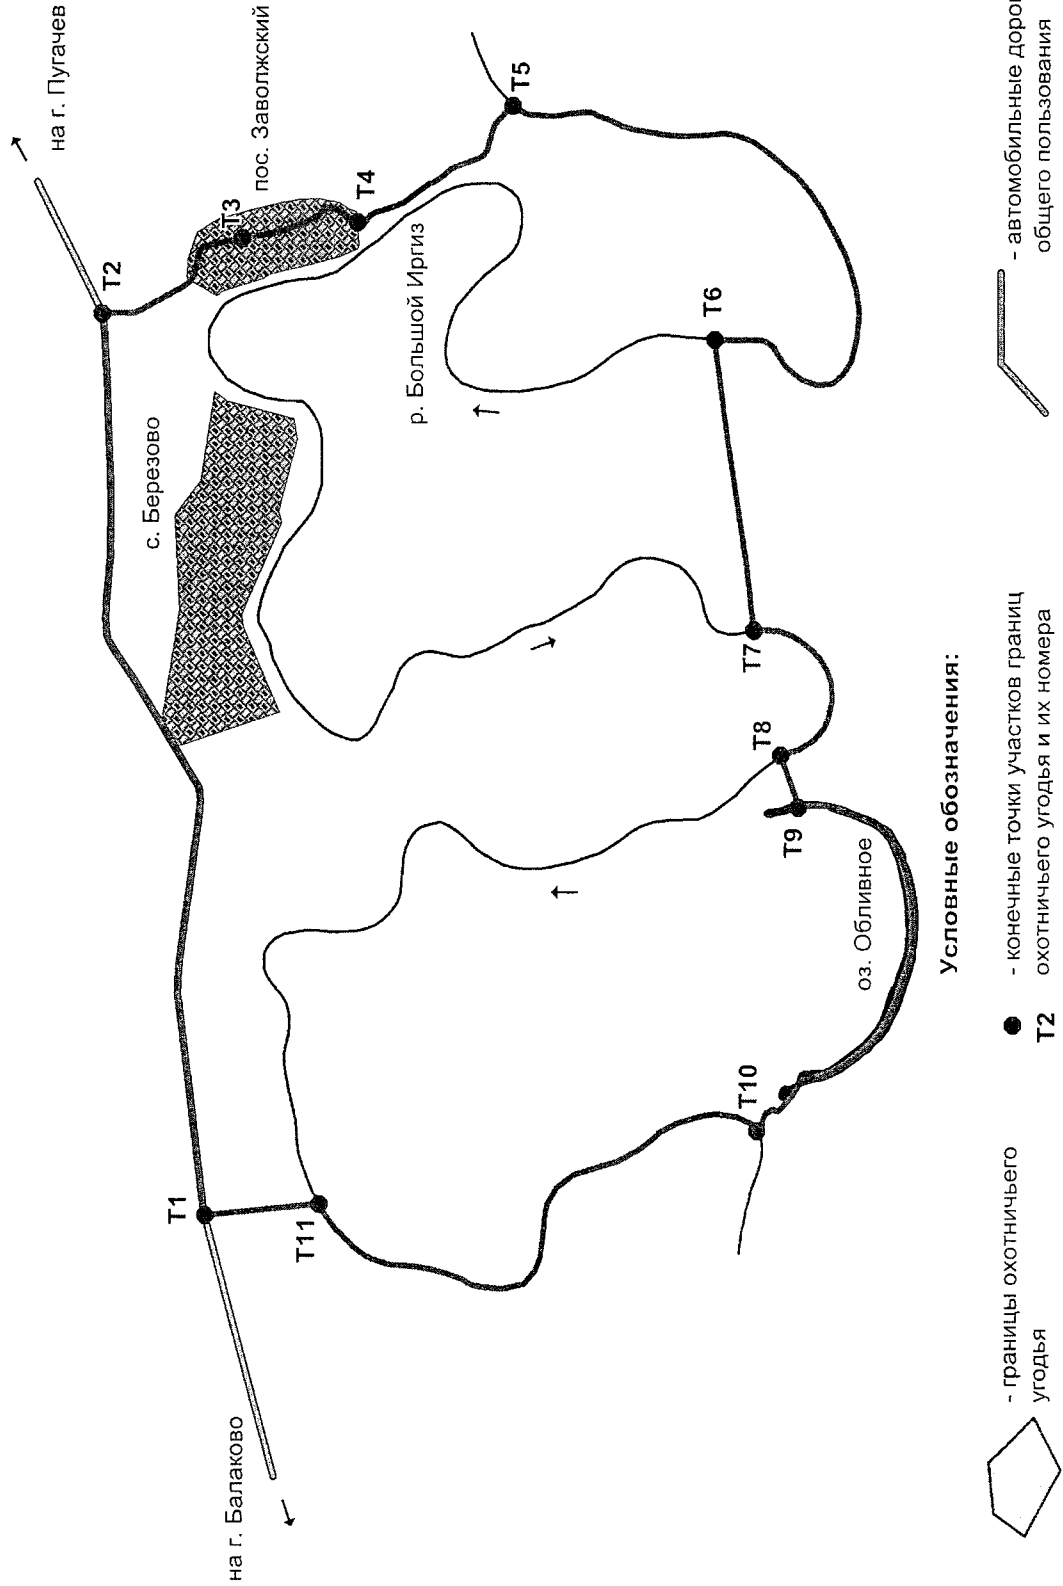 на г. Пугачев
пос. Заволжский
Т2
Т3
Т4
Т5
с. Березово
р. Большой Иргиз
Т6
Т1
Т11
Т7
Т8
Т9
оз. Обливное
Т10
на г. Балаково
Условные обозначения:
- границы охотничьего
угодья
Т2
- конечные точки участков границ
охотничьего угодья и их номера
- автомобильные
общего пользования